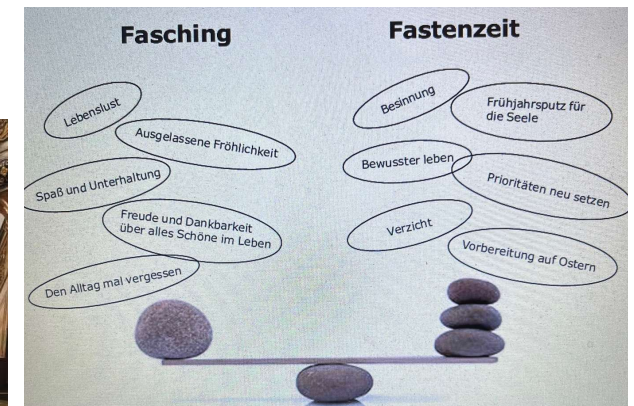 Fasching
Lebenslust
Ausgelassene Fröhlichkeit
Spaß und Unterhaltung
Freude und Dankbarkeit
über alles Schöne im Leben
Den Alltag mal vergessen
Fastenzeit
Besinnung
Frühjahrsputz für
die Seele
Bewusster leben
Prioritäten neu setzen
Verzicht
Vorbereitung auf Ostern